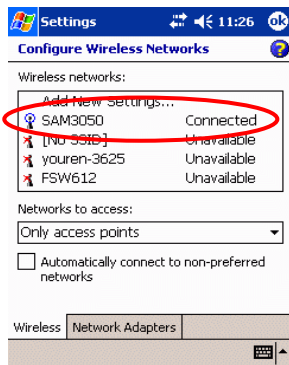 Settings 11:26 ok
Configure Wireless Networks ?
Wireless networks:
Add New Settings...
SAM3050 Connected
[No SSID] Unavailable
youren-3625 Unavailable
FSW612 Unavailable
Networks to access:
Only access points
Automatically connect to non-preferred
networks
Wireless Network Adapters